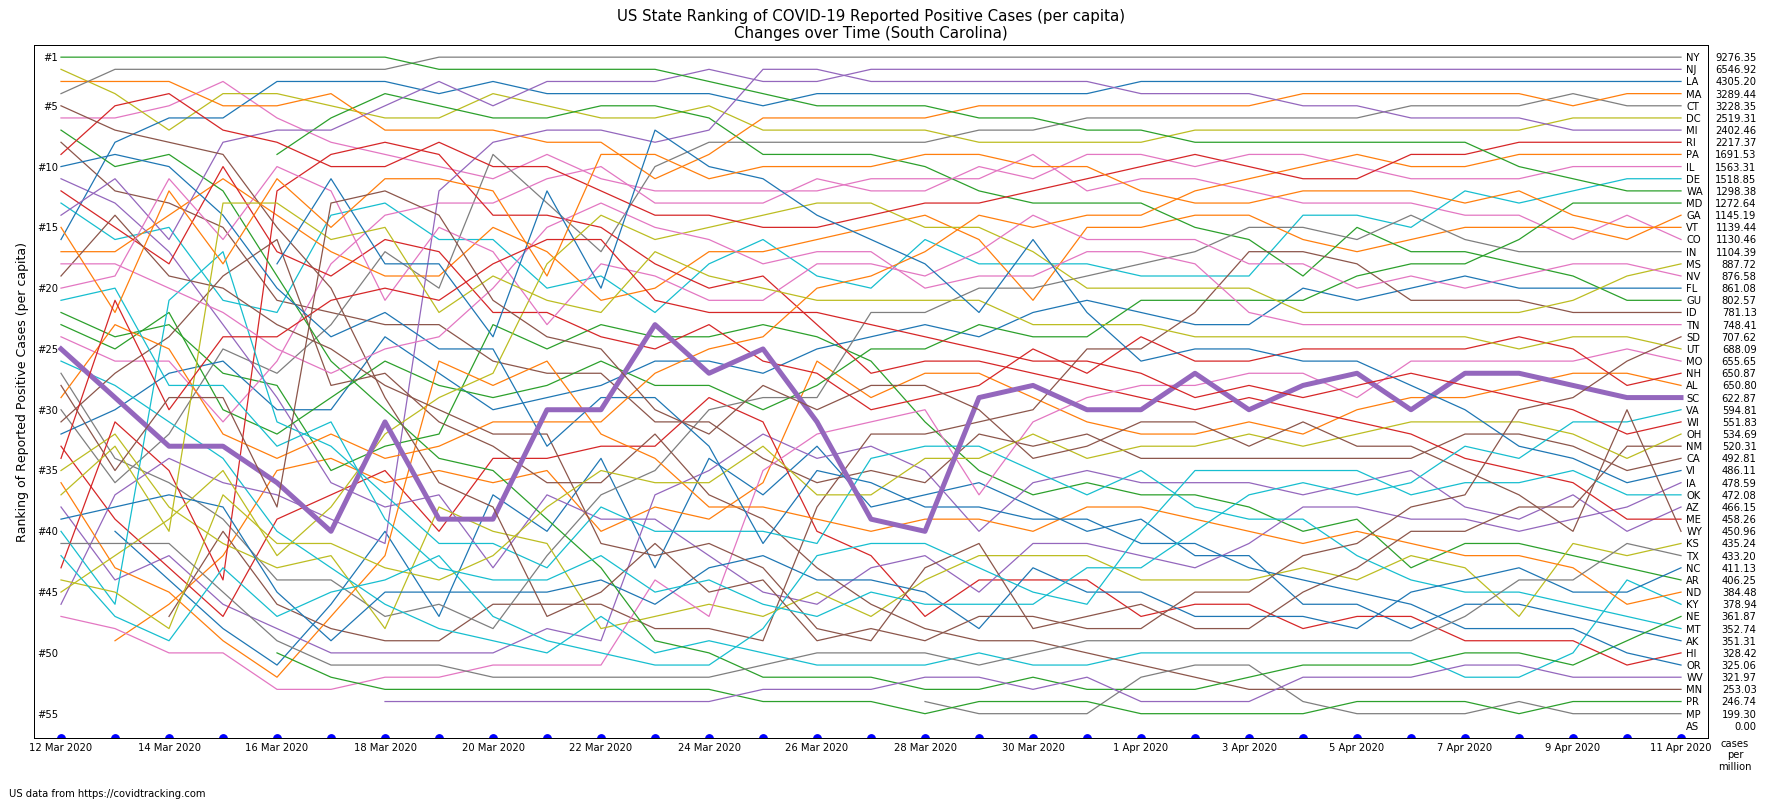 US State Ranking of COVID-19 Reported Positive Cases (per capita)
Changes over Time (South Carolina)
Ranking of Reported Positive Cases (per capita)
#1
#5
#10
#15
#20
#25
#30
#35
#40
#45
#50
#55
NY 9276.35
NJ 6546.92
LA 4305.20
MA 3289.44
CT 3228.35
DC 2519.31
MI 2402.46
RI 2217.37
PA 1691.53
IL 1563.31
DE 1518.85
WA 1298.38
MD 1272.64
GA 1145.19
VT 1139.44
CO 1130.46
IN 1104.39
MS 887.72
NV 876.58
FL 861.08
GU 802.57
ID 781.13
TN 748.41
SD 707.62
UT 688.09
MO 655.65
NH 650.87
AL 650.80
SC 622.87
VA 594.81
WI 551.83
OH 534.69
NM 520.31
CA 492.81
VI 486.11
IA 478.59
OK 472.08
AZ 466.15
ME 458.26
WY 450.96
KS 435.24
TX 433.20
NC 411.13
AR 406.25
ND 384.48
KY 378.94
NE 361.87
MT 352.74
AK 351.31
HI 328.42
OR 325.06
WV 321.97
MN 253.03
PR 246.74
MP 199.30
AS 0.00
12 Mar 2020 14 Mar 2020 16 Mar 2020 18 Mar 2020 20 Mar 2020 22 Mar 2020 24 Mar 2020 26 Mar 2020 28 Mar 2020 30 Mar 2020 1 Apr 2020 3 Apr 2020 5 Apr 2020 7 Apr 2020 9 Apr 2020 11 Apr 2020
cases
per
million
US data from https://covidtracking.com